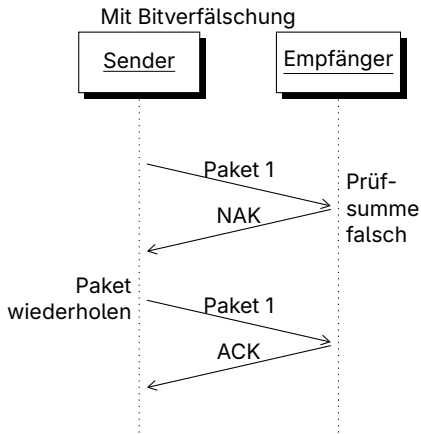 Mit Bitverfälschung
Sender
Empfänger
Paket 1
Prüf-
summe
falsch
NAK
Paket
wiederholen
Paket 1
ACK